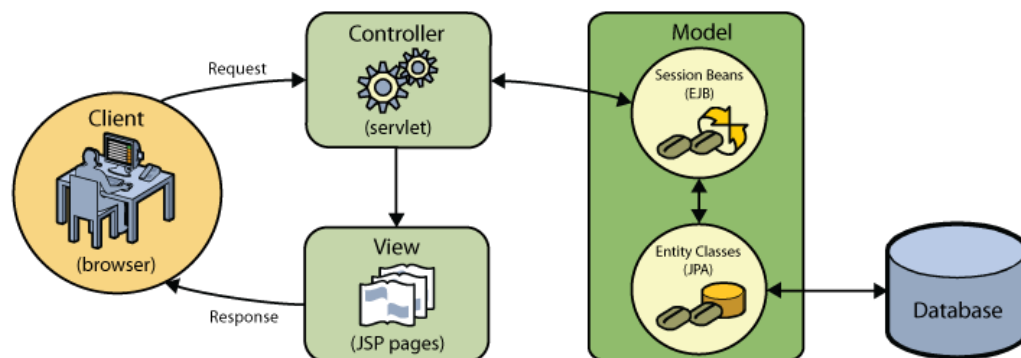 Controller
(servlet)
Request
Client
(browser)
View
(JSP pages)
Response
Model
Session Beans
(EJB)
Entity Classes
(JPA)
Database